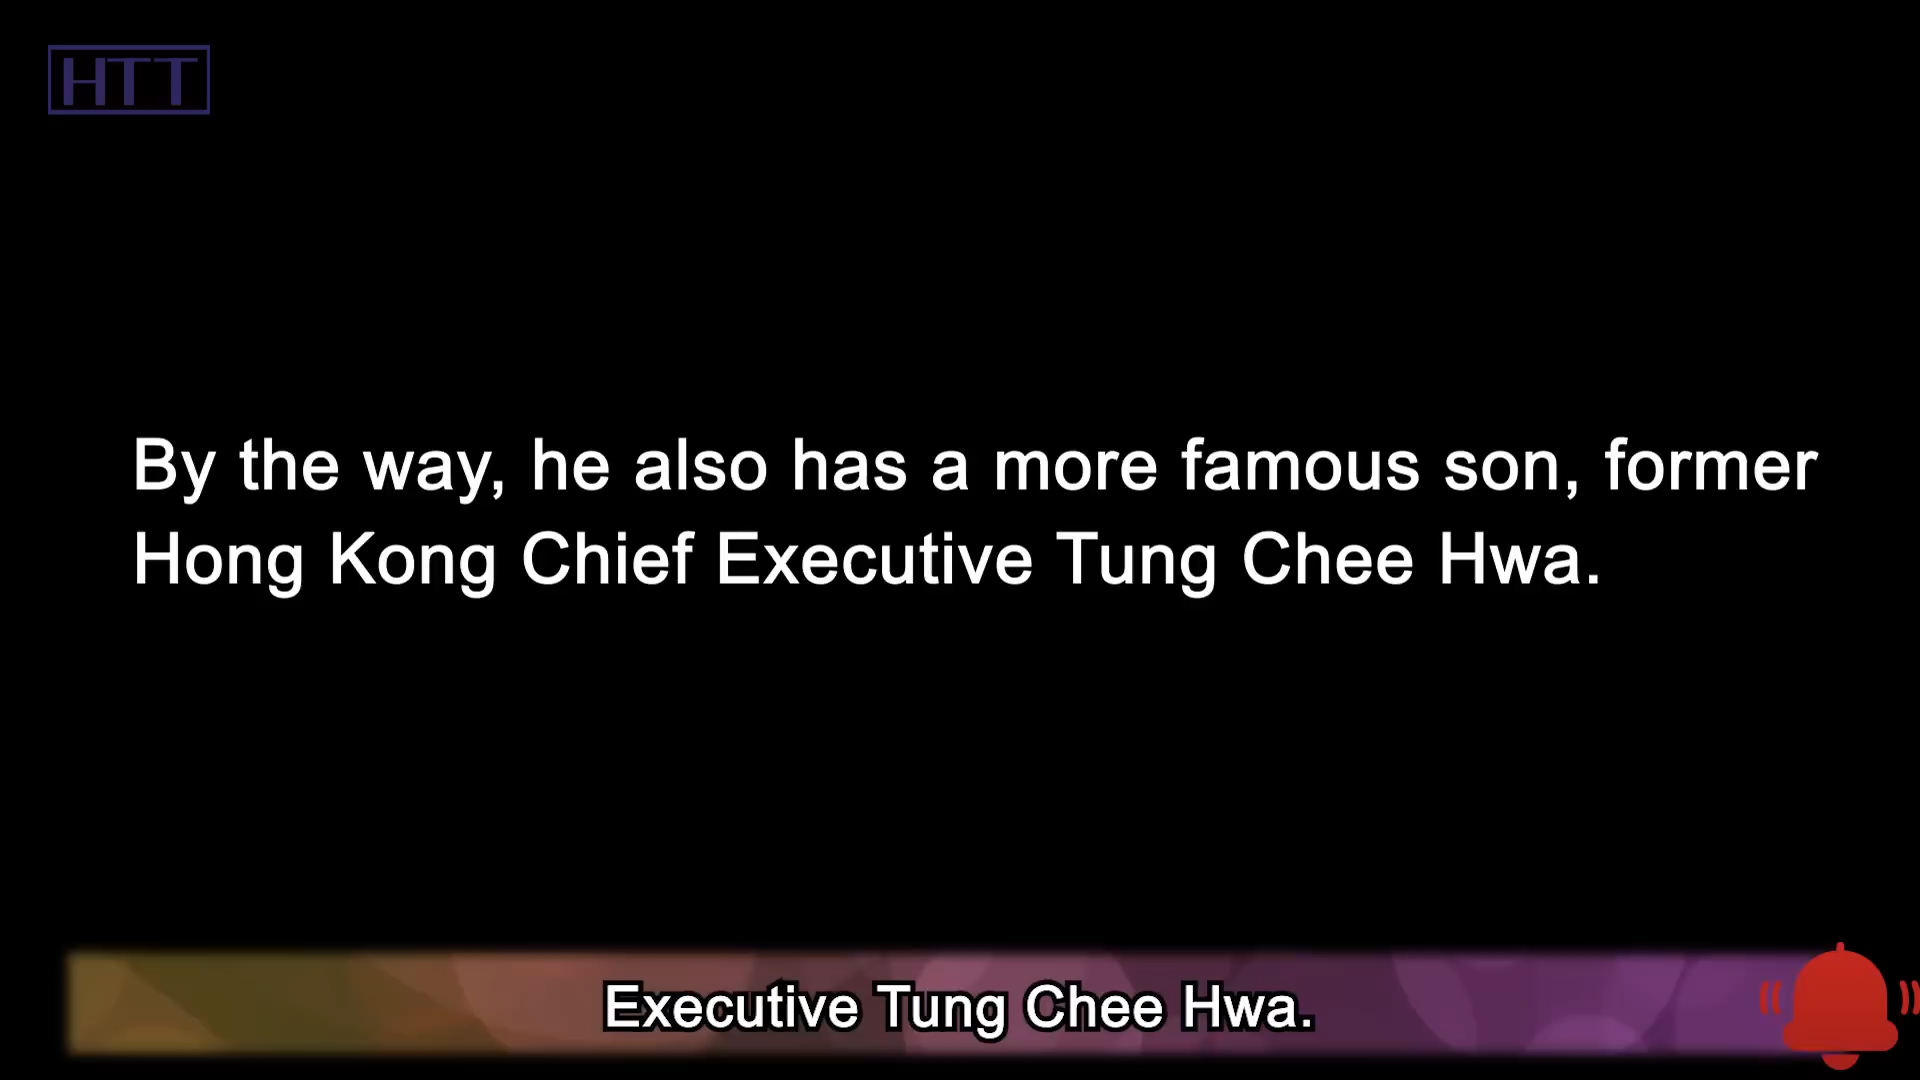 HTT
By the way, he also has a more famous son, former
Hong Kong Chief Executive Tung Chee Hwa.
Executive Tung Chee Hwa.